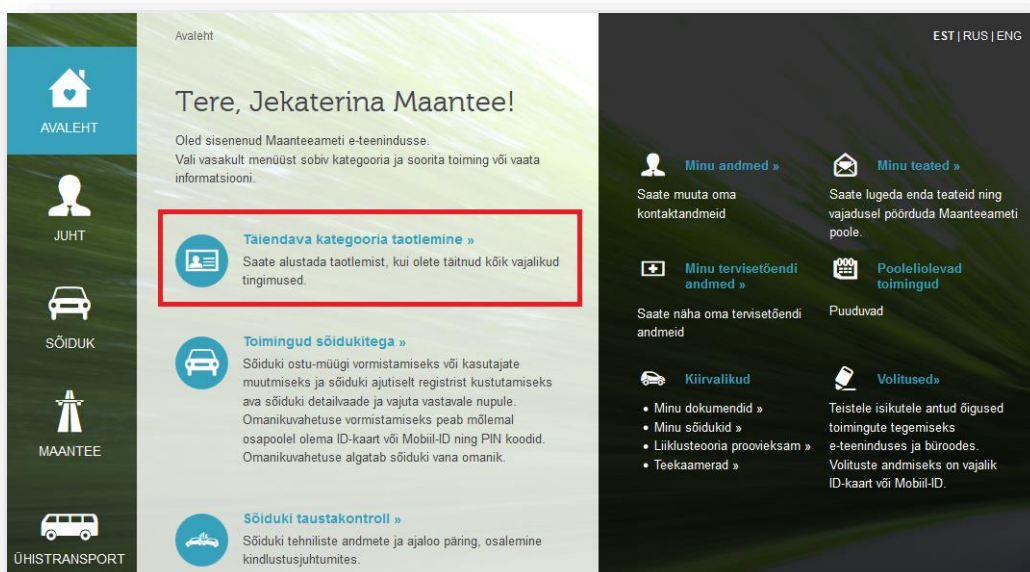 AVALEHT
JUHT
SÕIDUK
MAANTEE
ÜHISTRANSPORT
Avaleht
Tere, Jekaterina Maantee!
Oled sisenenud Maanteeameti e-teenindusse.
Vali vasakult menüüst sobiv kategooria ja soorita toiming või vaata
informatsiooni.
Täiendava kategooria taotlemine »
Saate alustada taotlemist, kui olete täitnud kõik vajalikud
tingimused.
Toimingud sõidukitega »
Sõiduki ostu-müügi vormistamiseks või kasutajate
muutmiseks ja sõiduki ajutiselt registrist kustutamiseks
ava sõiduki detailvaade ja vajuta vastavale nupule.
Omanikuvahetuse vormistamiseks peab mõlemal
osapoolel olema ID-kaart või Mobiil-ID ning PIN koodid.
Omanikuvahetuse algatab sõiduki vana omanik.
Sõiduki taustakontroll »
Sõiduki tehniliste andmete ja ajaloo päring, osalemine
kindlustusjuhtumites.
EST | RUS | ENG
Minu andmed »
Saate muuta oma
kontaktandmeid
Minu teated »
Saate lugeda enda teateid ning
vajadusel pöörduda Maanteeameti
poole.
Minu tervisetõendi
andmed »
Saate näha oma tervisetõendi
andmeid
Pooleliolevad
toimingud
Puuduvad
Kiirvalikud
• Minu dokumendid »
• Minu sõidukid »
• Liiklusteooria proovieksam »
• Teekaamerad »
Volitused»
Teistele isikutele antud õigused
toimingute tegemiseks
e-teeninduses ja büroodes.
Volituste andmiseks on vajalik
ID-kaart või Mobiil-ID.